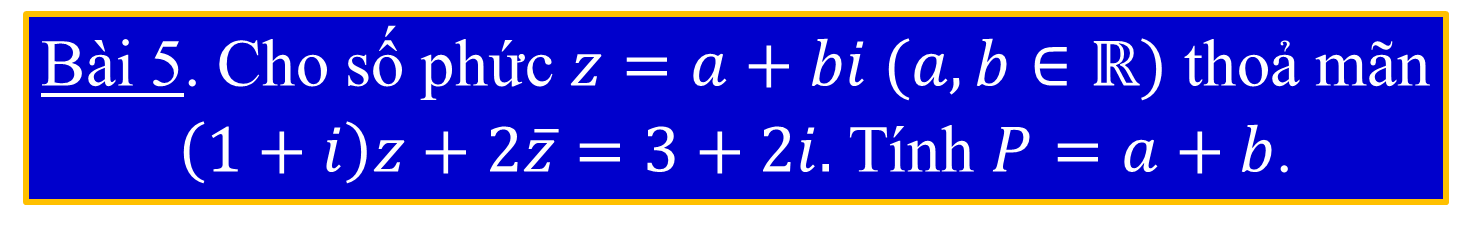 Bài 5. Cho số phức 𝑧 = 𝑎 + 𝑏𝑖 (𝑎, 𝑏 ∈ ℝ) thoả mãn
(1 + 𝑖)𝑧 + 2𝑧̄ = 3 + 2𝑖. Tính 𝑃 = 𝑎 + 𝑏.